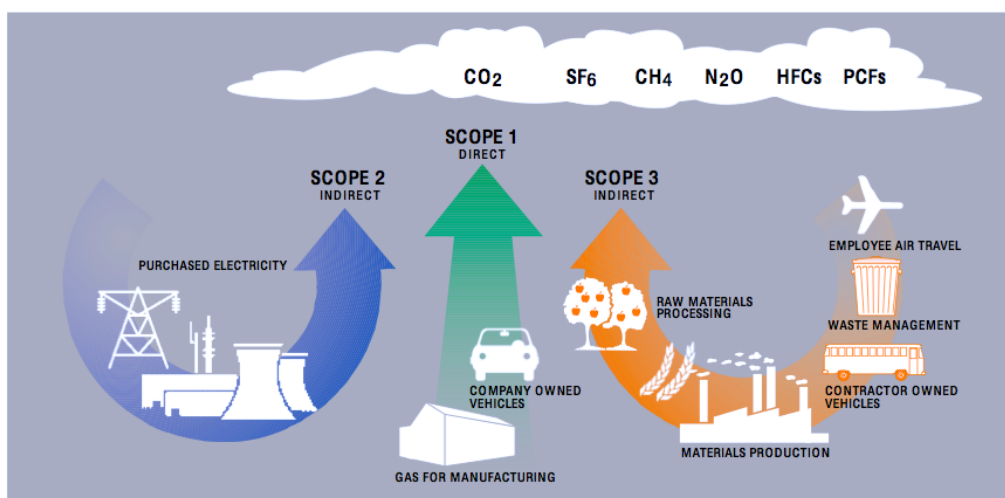 CO2 SF6 CH4 N2O HFCs PCFs
SCOPE 1
DIRECT
SCOPE 2
INDIRECT
SCOPE 3
INDIRECT
PURCHASED ELECTRICITY
COMPANY OWNED
VEHICLES
GAS FOR MANUFACTURING
RAW MATERIALS
PROCESSING
MATERIALS PRODUCTION
EMPLOYEE AIR TRAVEL
WASTE MANAGEMENT
CONTRACTOR OWNED
VEHICLES